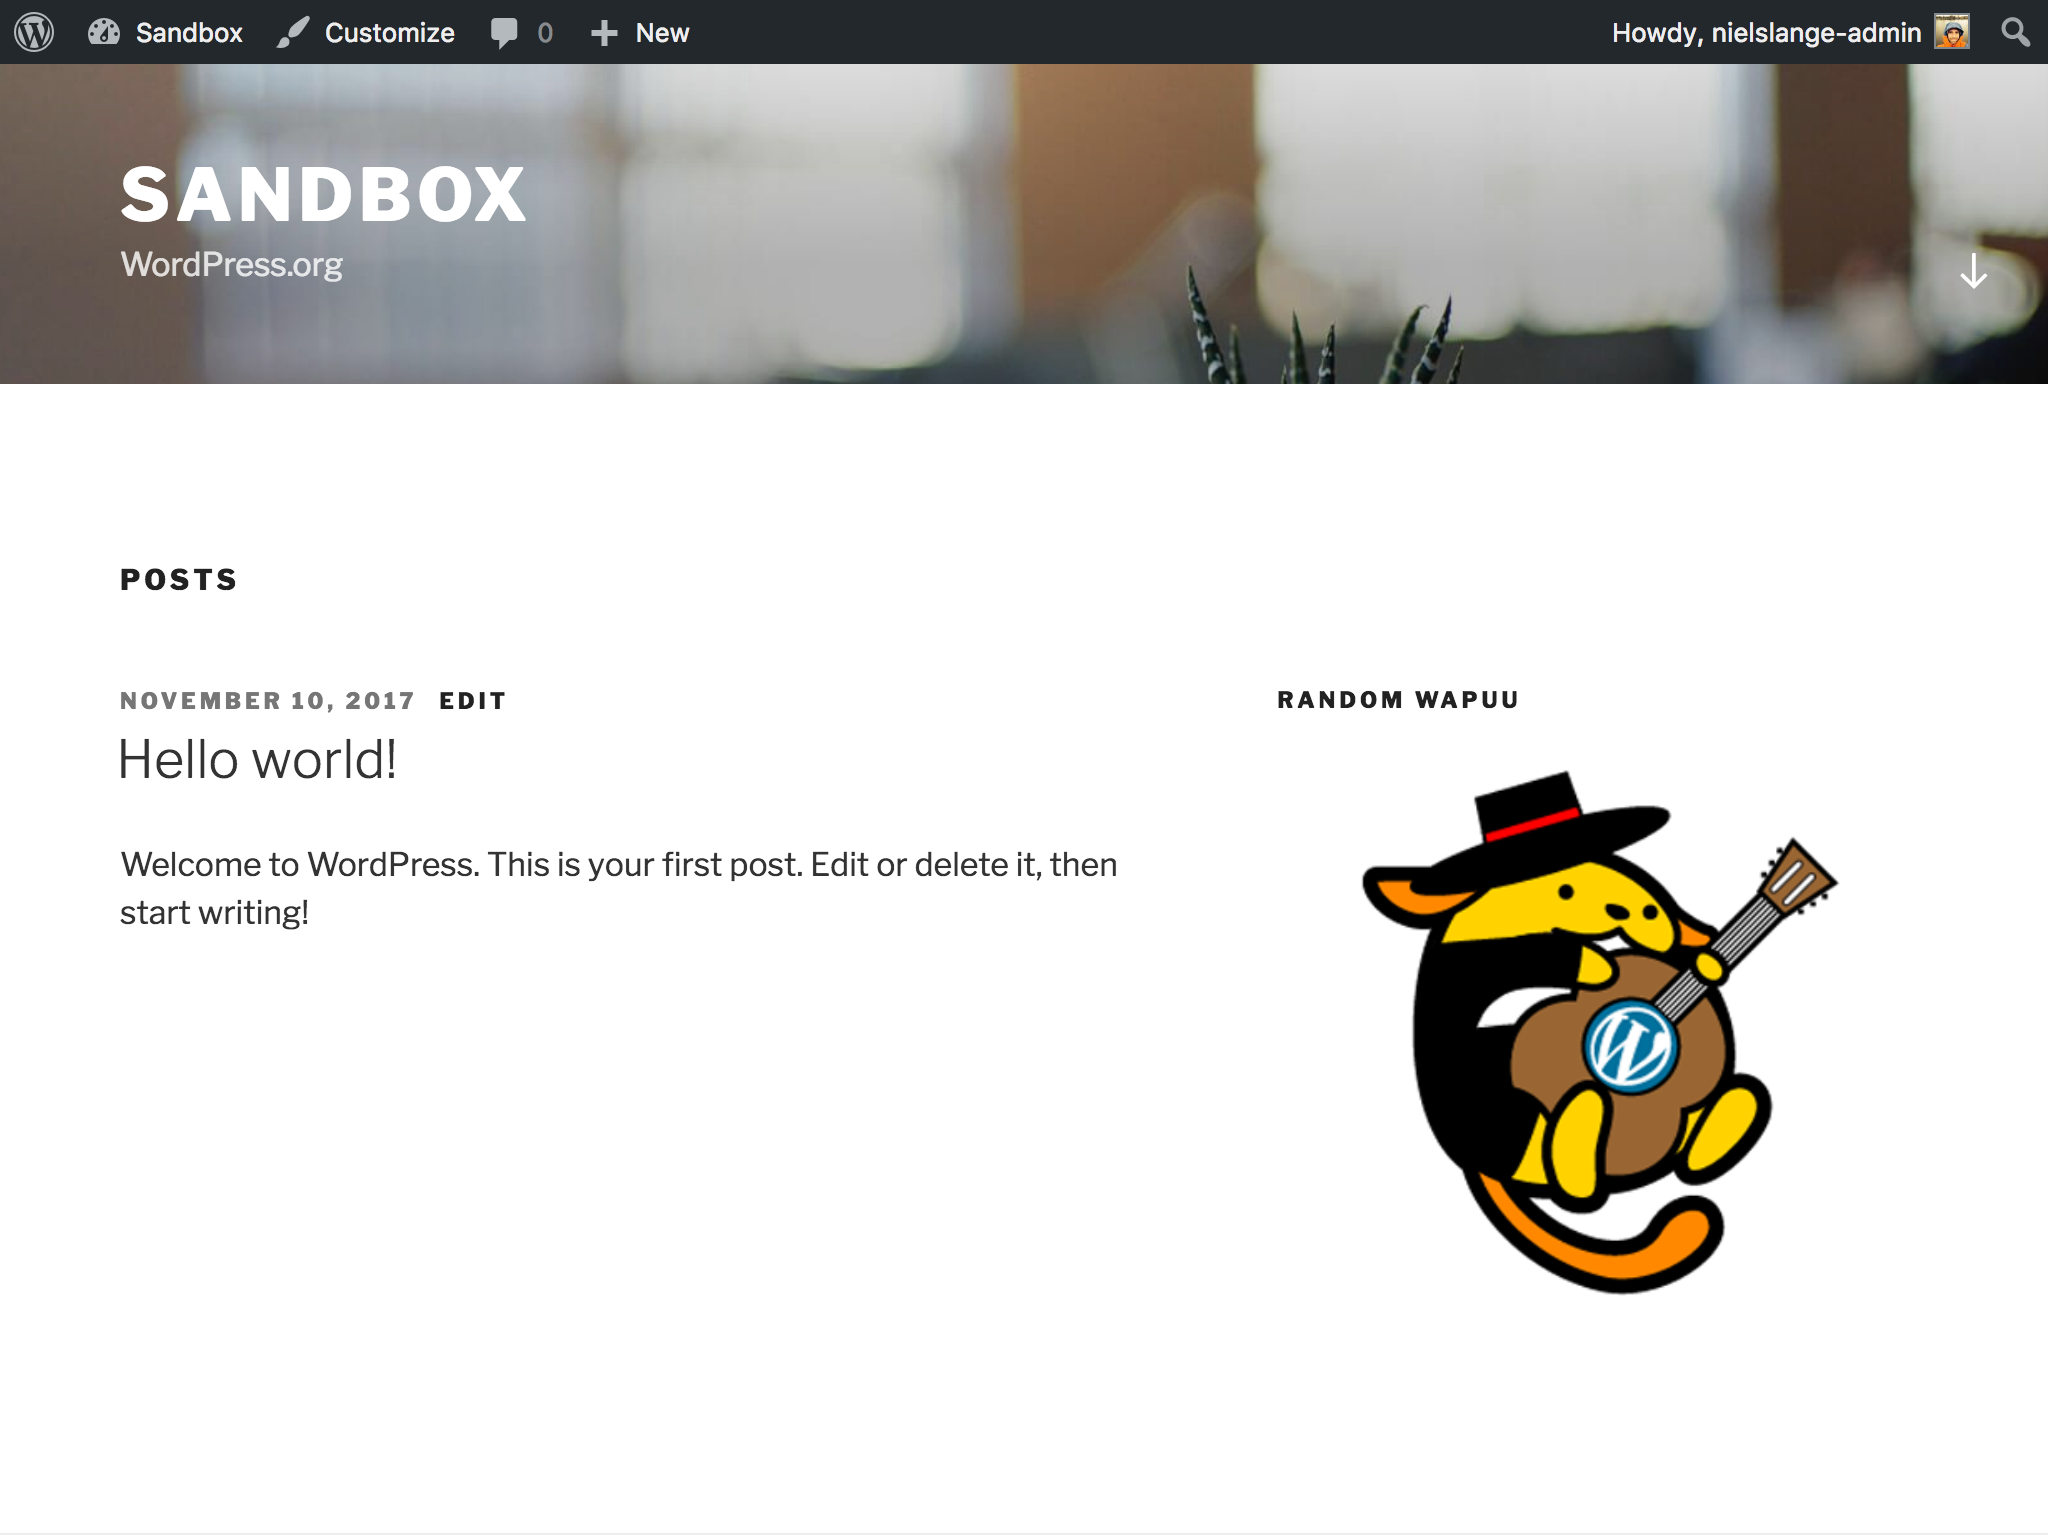 Sandbox Customize 0 New Howdy, nielslange-admin
SANDBOX
WordPress.org
POSTS
NOVEMBER 10, 2017 EDIT
Hello world!
Welcome to WordPress. This is your first post. Edit or delete it, then
start writing!
RANDOM WAPUU